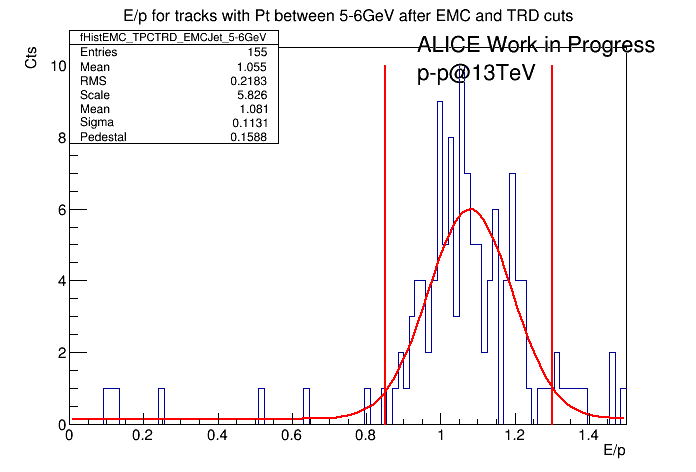 E/p for tracks with Pt between 5-6GeV after EMC and TRD cuts
fHistEMC_TPCTRD_EMCJet_5-6GeV
Entries 155
Mean 1.055
RMS 0.2183
Scale 5.826
Mean 1.081
Sigma 0.1131
Pedestal 0.1588
ALICE Work in Progress
p-p@13TeV
Cts
10
8
6
4
2
0
0 0.2 0.4 0.6 0.8 1 1.2 1.4
E/p